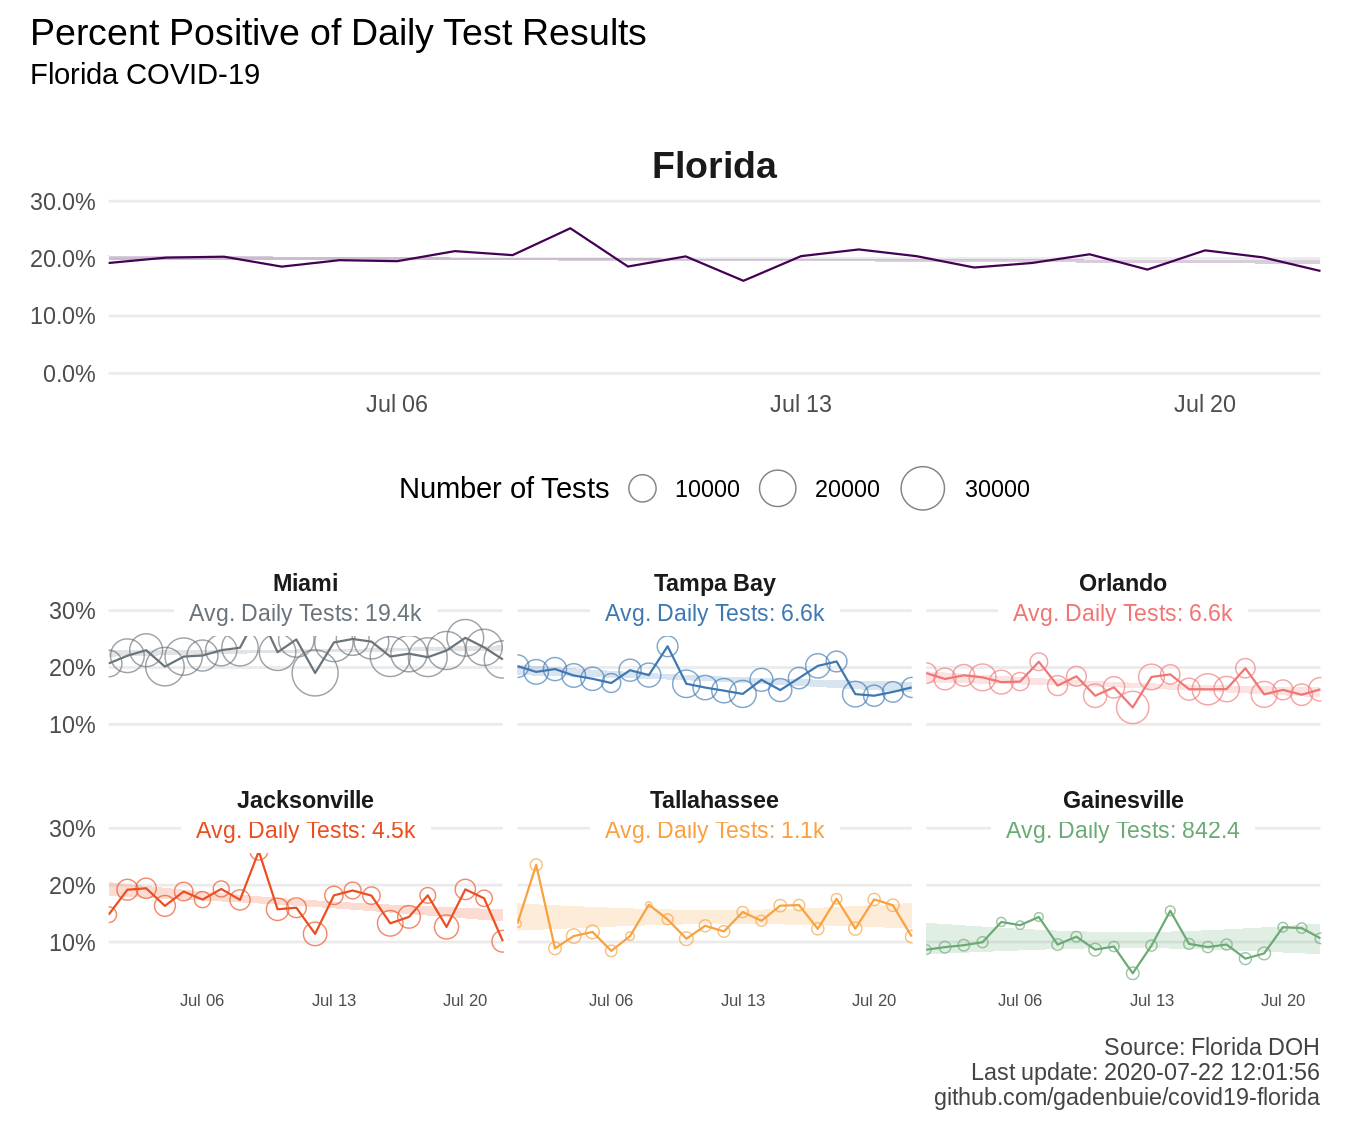 Percent Positive of Daily Test Results
Florida COVID-19
Florida
30.0%
20.0%
10.0%
0.0%
Jul 06 Jul 13 Jul 20
Number of Tests 10000 20000 30000
Miami Tampa Bay Orlando
30% Avg. Daily Tests: 19.4k Avg. Daily Tests: 6.6k Avg. Daily Tests: 6.6k
20%
10%
Jacksonville Tallahassee Gainesville
30% Avg. Daily Tests: 4.5k Avg. Daily Tests: 1.1k Avg. Daily Tests: 842.4
20%
10%
Jul 06 Jul 13 Jul 20 Jul 06 Jul 13 Jul 20 Jul 06 Jul 13 Jul 20
Source: Florida DOH
Last update: 2020-07-22 12:01:56
github.com/gadenbuie/covid19-florida